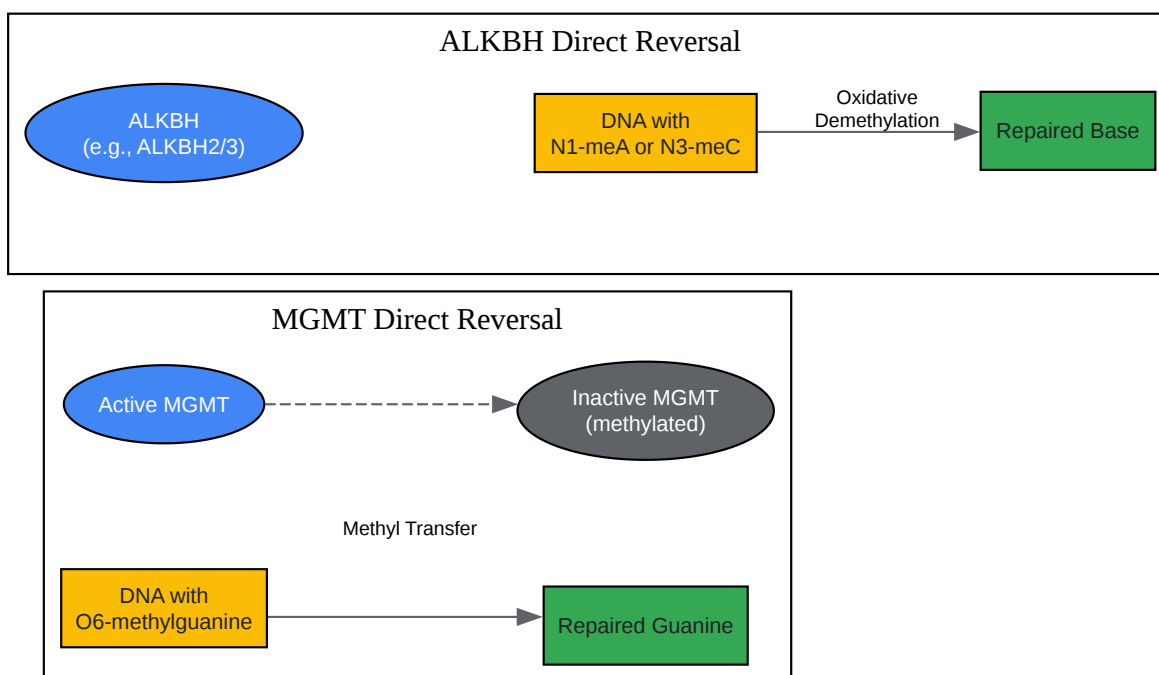 ALKBH Direct Reversal
ALKBH
(e.g., ALKBH2/3)
DNA with
N1-meA or N3-meC
Oxidative
Demethylation
Repaired Base
MGMT Direct Reversal
Active MGMT
Inactive MGMT
(methylated)
Methyl Transfer
DNA with
O6-methylguanine
Repaired Guanine